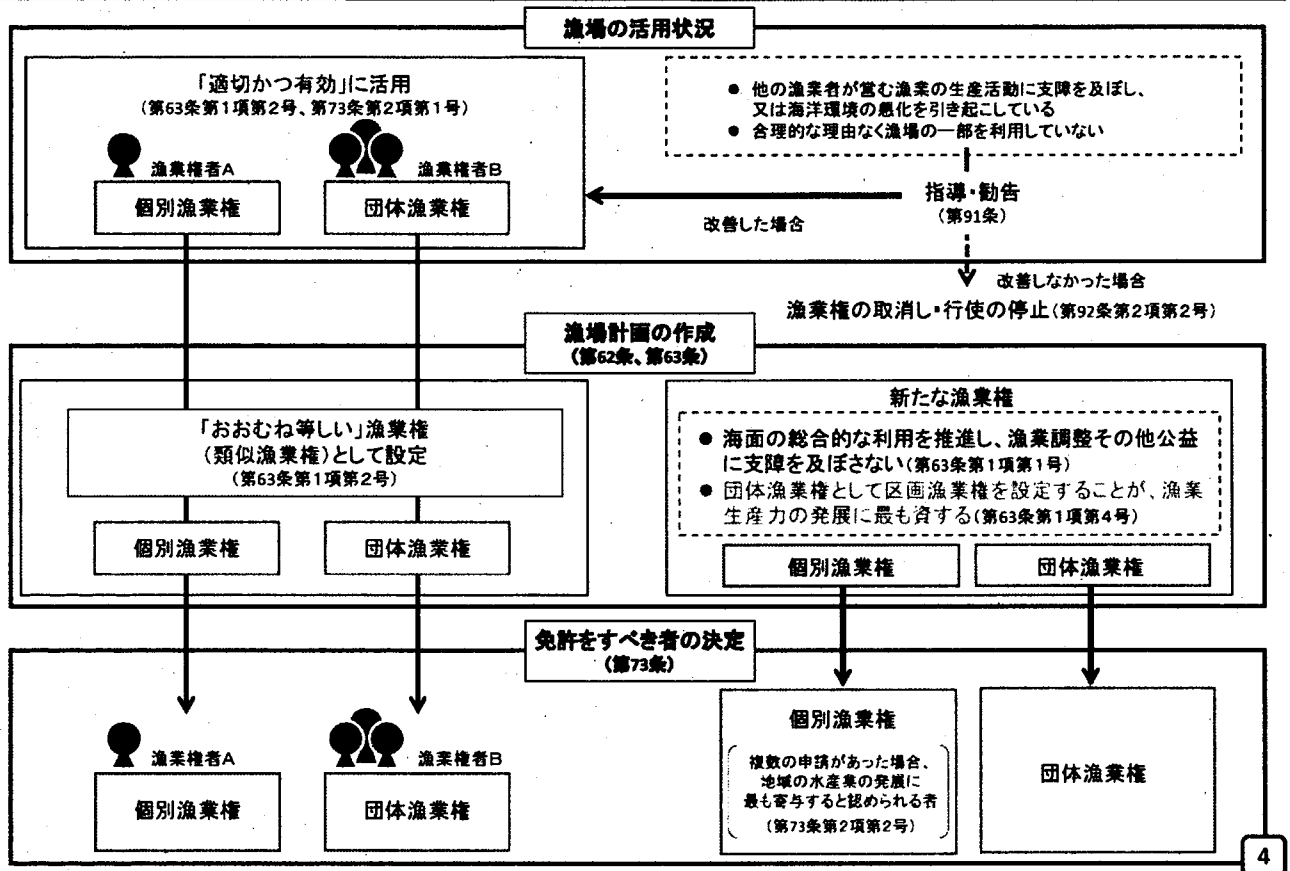 漁場の活用状況
「適切かつ有効」に活用
(第63条第1項第2号、第73条第2項第1号)
漁業権者A
漁業権者B
個別漁業権
団体漁業権
● 他の漁業者が営む漁業の生産活動に支障を及ぼし、
又は海洋環境の悪化を引き起こしている
● 合理的な理由なく漁場の一部を利用していない
指導・勧告
(第91条)
改善した場合
改善しなかった場合
漁業権の取消し・行使の停止(第92条第2項第2号)
漁場計画の作成
(第62条、第63条)
「おおむね等しい」漁業権
(類似漁業権)として設定
(第63条第1項第2号)
個別漁業権
団体漁業権
新たな漁業権
● 海面の総合的な利用を推進し、漁業調整その他公益
に支障を及ぼさない(第63条第1項第1号)
● 団体漁業権として区画漁業権を設定することが、漁業
生産力の発展に最も資する(第63条第1項第4号)
個別漁業権
団体漁業権
免許をすべき者の決定
(第73条)
漁業権者A
漁業権者B
個別漁業権
団体漁業権
個別漁業権
複数の申請があった場合、
地域の水産業の発展に
最も寄与すると認められる者
(第73条第2項第2号)
団体漁業権
4